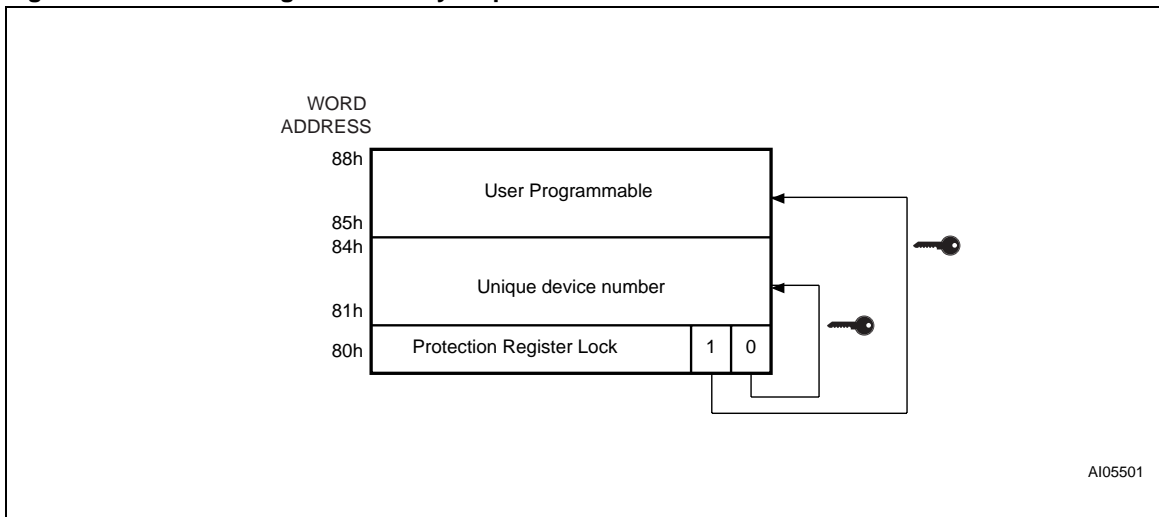 WORD
ADDRESS
88h
User Programmable
85h
84h
Unique device number
81h
80h
Protection Register Lock
1
0
AI05501